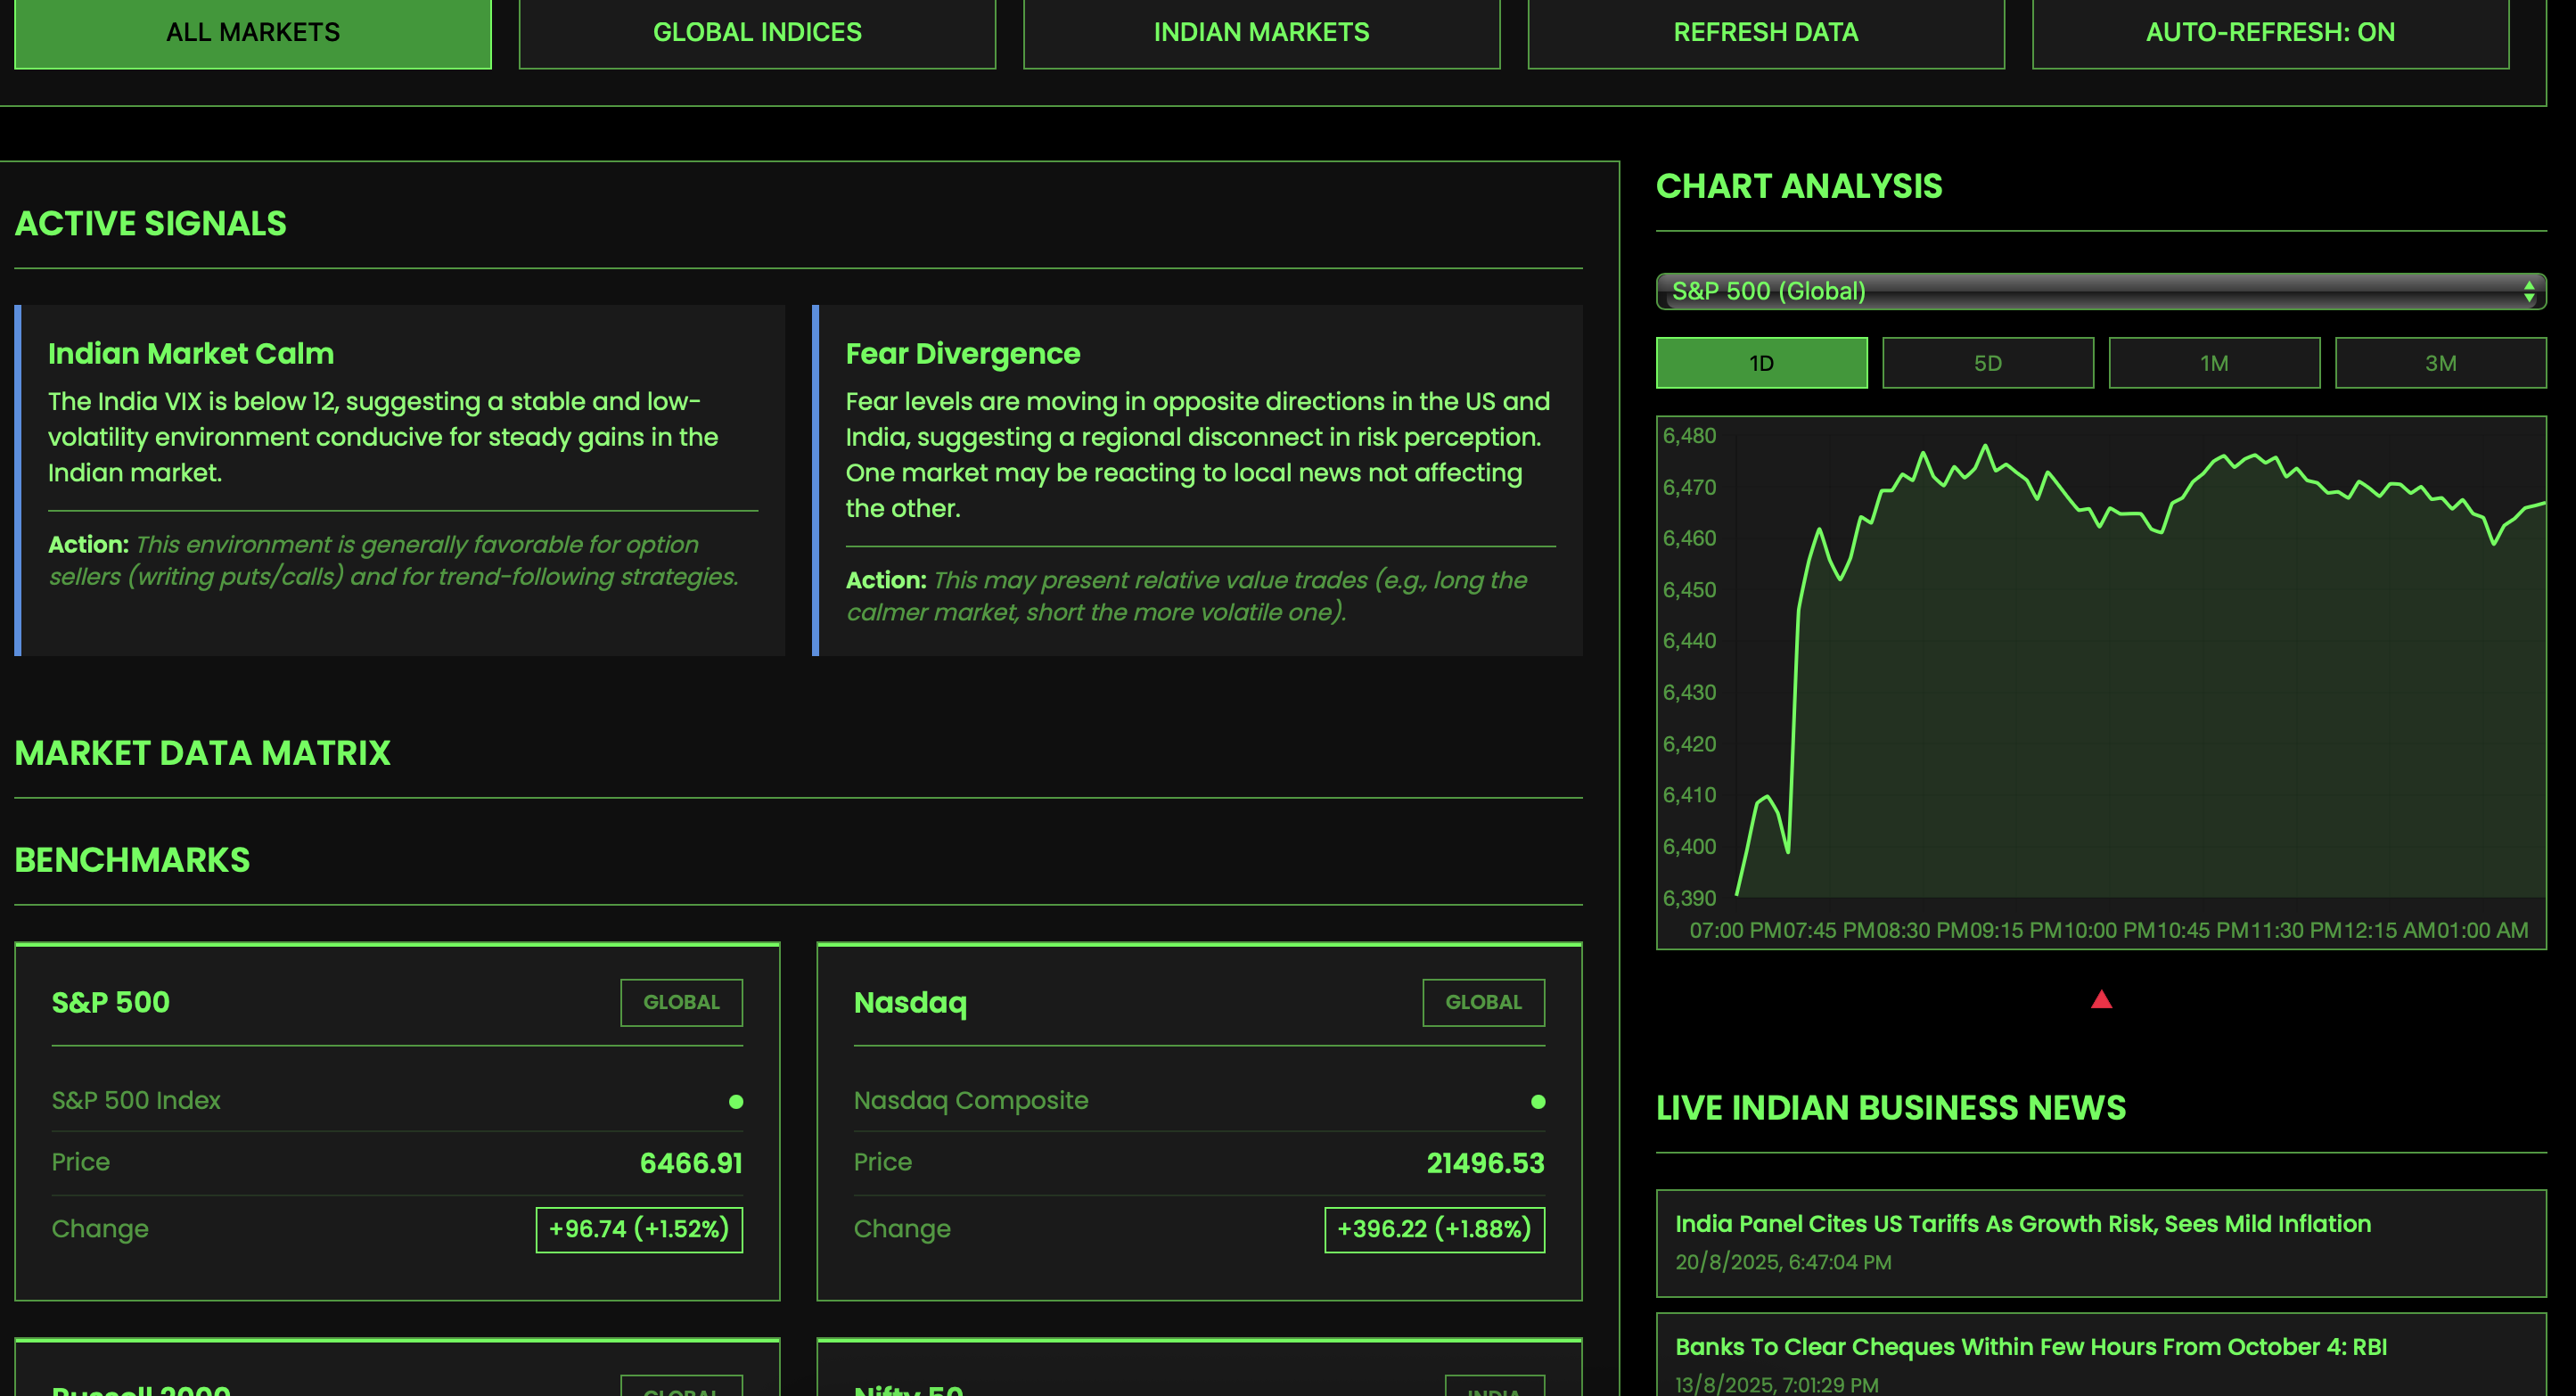 ALL MARKETS
GLOBAL INDICES
INDIAN MARKETS
REFRESH DATA
AUTO-REFRESH: ON
ACTIVE SIGNALS
Indian Market Calm
The India VIX is below 12, suggesting a stable and low-
volatility environment conducive for steady gains in the
Indian market.
Action: This environment is generally favorable for option
sellers (writing puts/calls) and for trend-following strategies.
Fear Divergence
Fear levels are moving in opposite directions in the US and
India, suggesting a regional disconnect in risk perception.
One market may be reacting to local news not affecting
the other.
Action: This may present relative value trades (e.g., long the
calmer market, short the more volatile one).
MARKET DATA MATRIX
BENCHMARKS
S&P 500
GLOBAL
S&P 500 Index
Price
6466.91
Change
+96.74 (+1.52%)
Nasdaq
GLOBAL
Nasdaq Composite
Price
21496.53
Change
+396.22 (+1.88%)
Russell 2000
GLOBAL
Nifty 50
INDIA
CHART ANALYSIS
S&P 500 (Global)
1D
5D
1M
3M
6,480
6,470
6,460
6,450
6,440
6,430
6,420
6,410
6,400
6,390
07:00 PM
07:45 PM
08:30 PM
09:15 PM
10:00 PM
10:45 PM
11:30 PM
12:15 AM
01:00 AM
LIVE INDIAN BUSINESS NEWS
India Panel Cites US Tariffs As Growth Risk, Sees Mild Inflation
20/8/2025, 6:47:04 PM
Banks To Clear Cheques Within Few Hours From October 4: RBI
13/8/2025, 7:01:29 PM